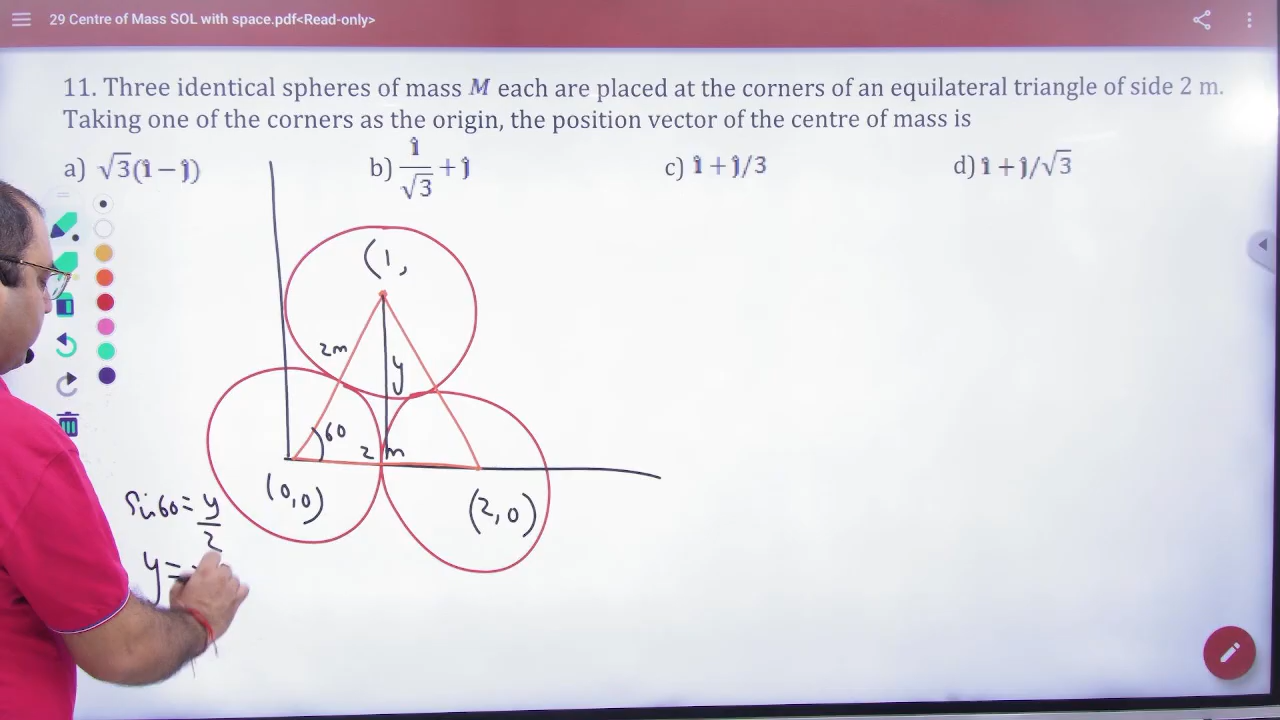 29 Centre of Mass SOL with space.pdf<Read-only>
11. Three identical spheres of mass M each are placed at the corners of an equilateral triangle of side 2 m.
Taking one of the corners as the origin, the position vector of the centre of mass is
a) √3(î − ĵ)
b) î/√3 + ĵ
c) î + ĵ/3
d) î + ĵ/√3
(1,
2m
y
60
2 m
(0,0)
(2,0)
Sin60 = y/2
y =